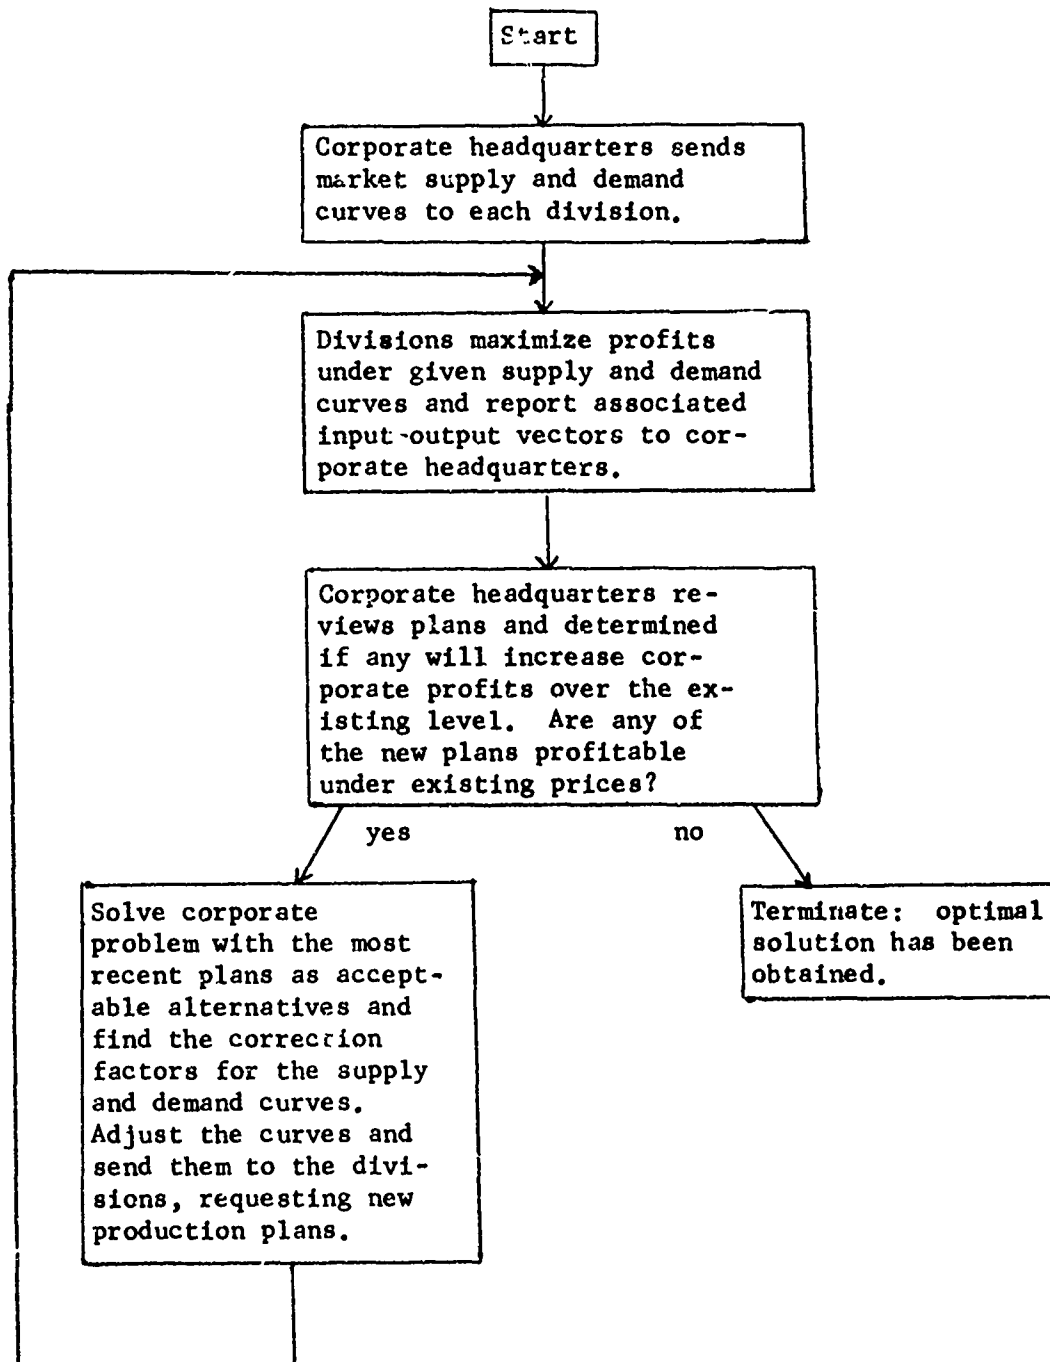 Start
Corporate headquarters sends
market supply and demand
curves to each division.
Divisions maximize profits
under given supply and demand
curves and report associated
input-output vectors to cor-
porate headquarters.
Corporate headquarters re-
views plans and determined
if any will increase cor-
porate profits over the ex-
isting level. Are any of
the new plans profitable
under existing prices?
yes
no
Solve corporate
problem with the most
recent plans as accept-
able alternatives and
find the correction
factors for the supply
and demand curves.
Adjust the curves and
send them to the divi-
sions, requesting new
production plans.
Terminate: optimal
solution has been
obtained.